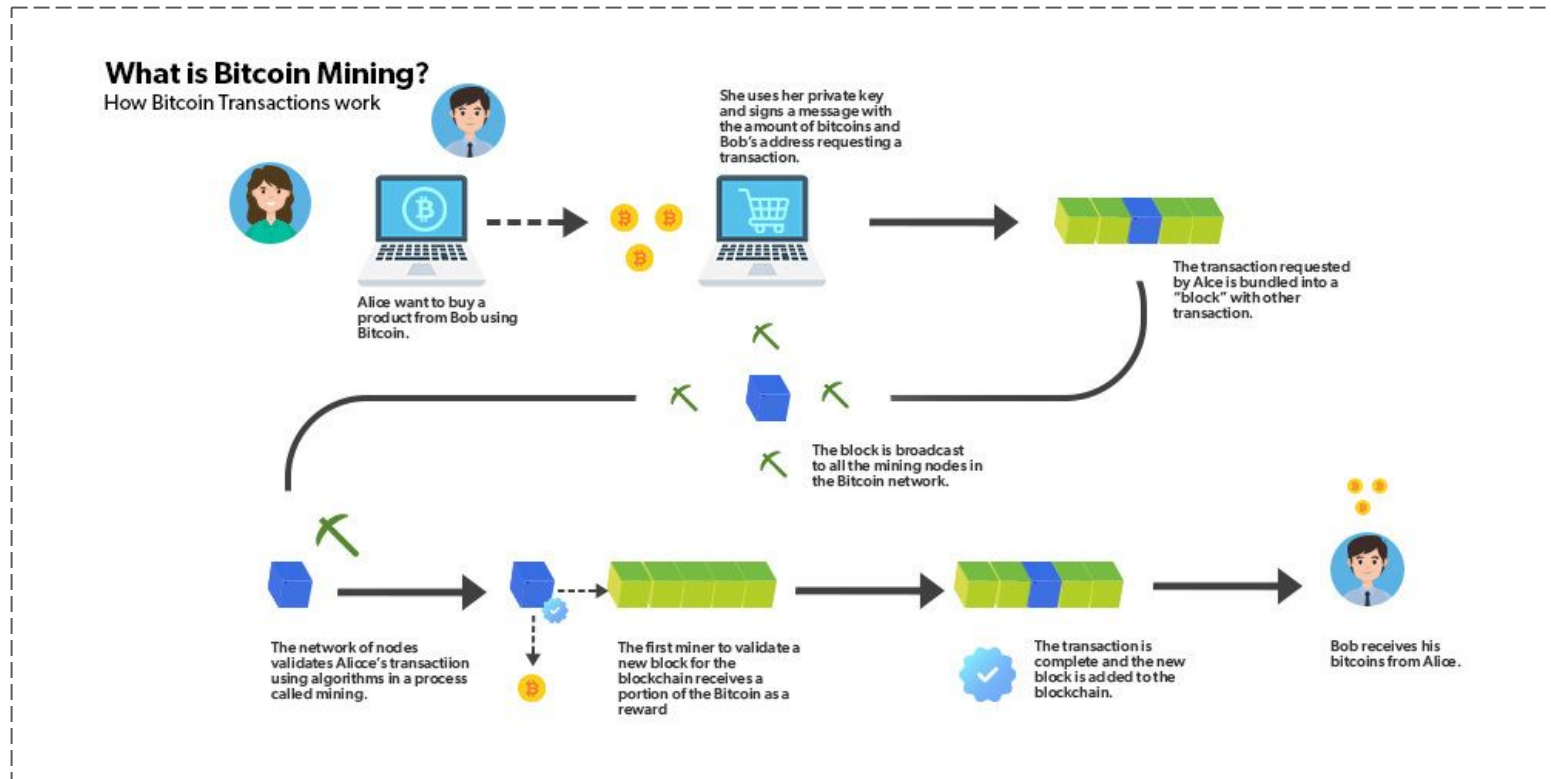 What is Bitcoin Mining?
How Bitcoin Transactions work
She uses her private key
and signs a message with
the amount of bitcoins and
Bob's address requesting a
transaction.
Alice want to buy a
product from Bob using
Bitcoin.
The transaction requested
by Alce is bundled into a
"block" with other
transaction.
The block is broadcast
to all the mining nodes in
the Bitcoin network.
The network of nodes
validates Alicce's transactiion
using algorithms in a process
called mining.
The first miner to validate a
new block for the
blockchain receives a
portion of the Bitcoin as a
reward
The transaction is
complete and the new
block is added to the
blockchain.
Bob receives his
bitcoins from Alice.